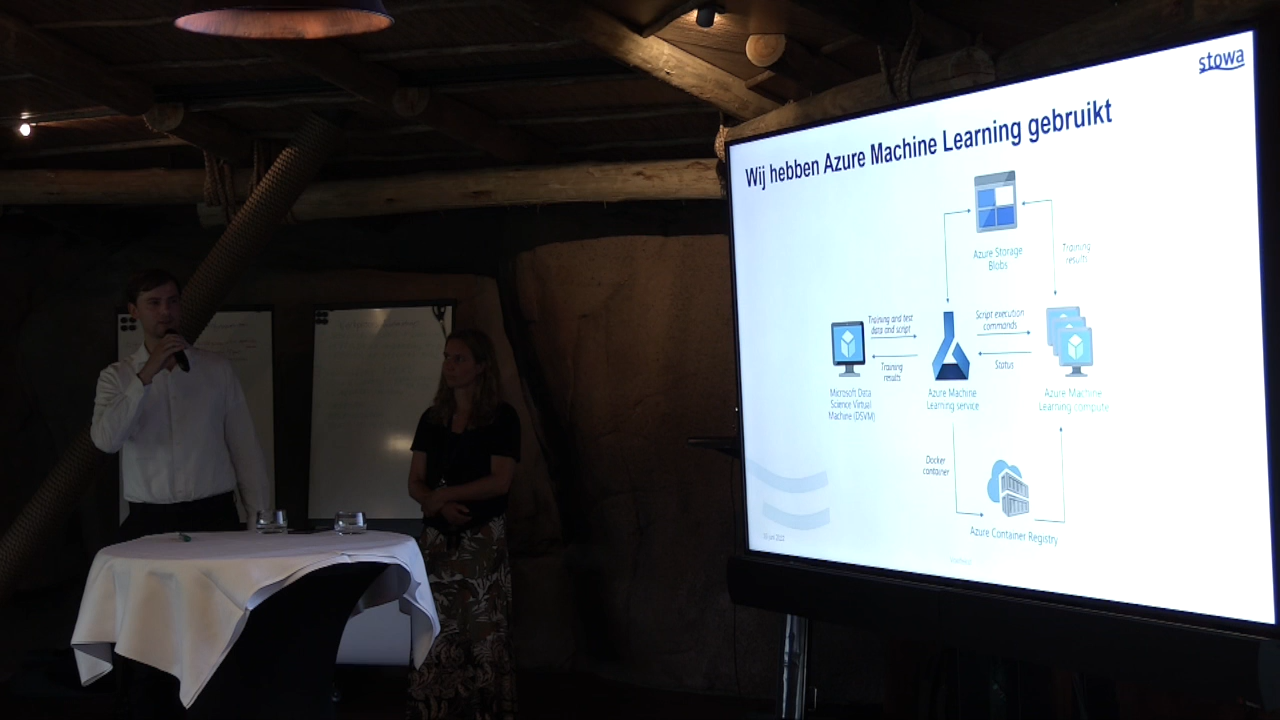 stowa
Wij hebben Azure Machine Learning gebruikt
Azure Storage
Blobs
Training
results
Training and test
data and script
Script execution
commands
Training
results
Status
Microsoft Data
Science Virtual
Machine (DSVM)
Azure Machine
Learning service
Azure Machine
Learning compute
Docker
container
Azure Container Registry